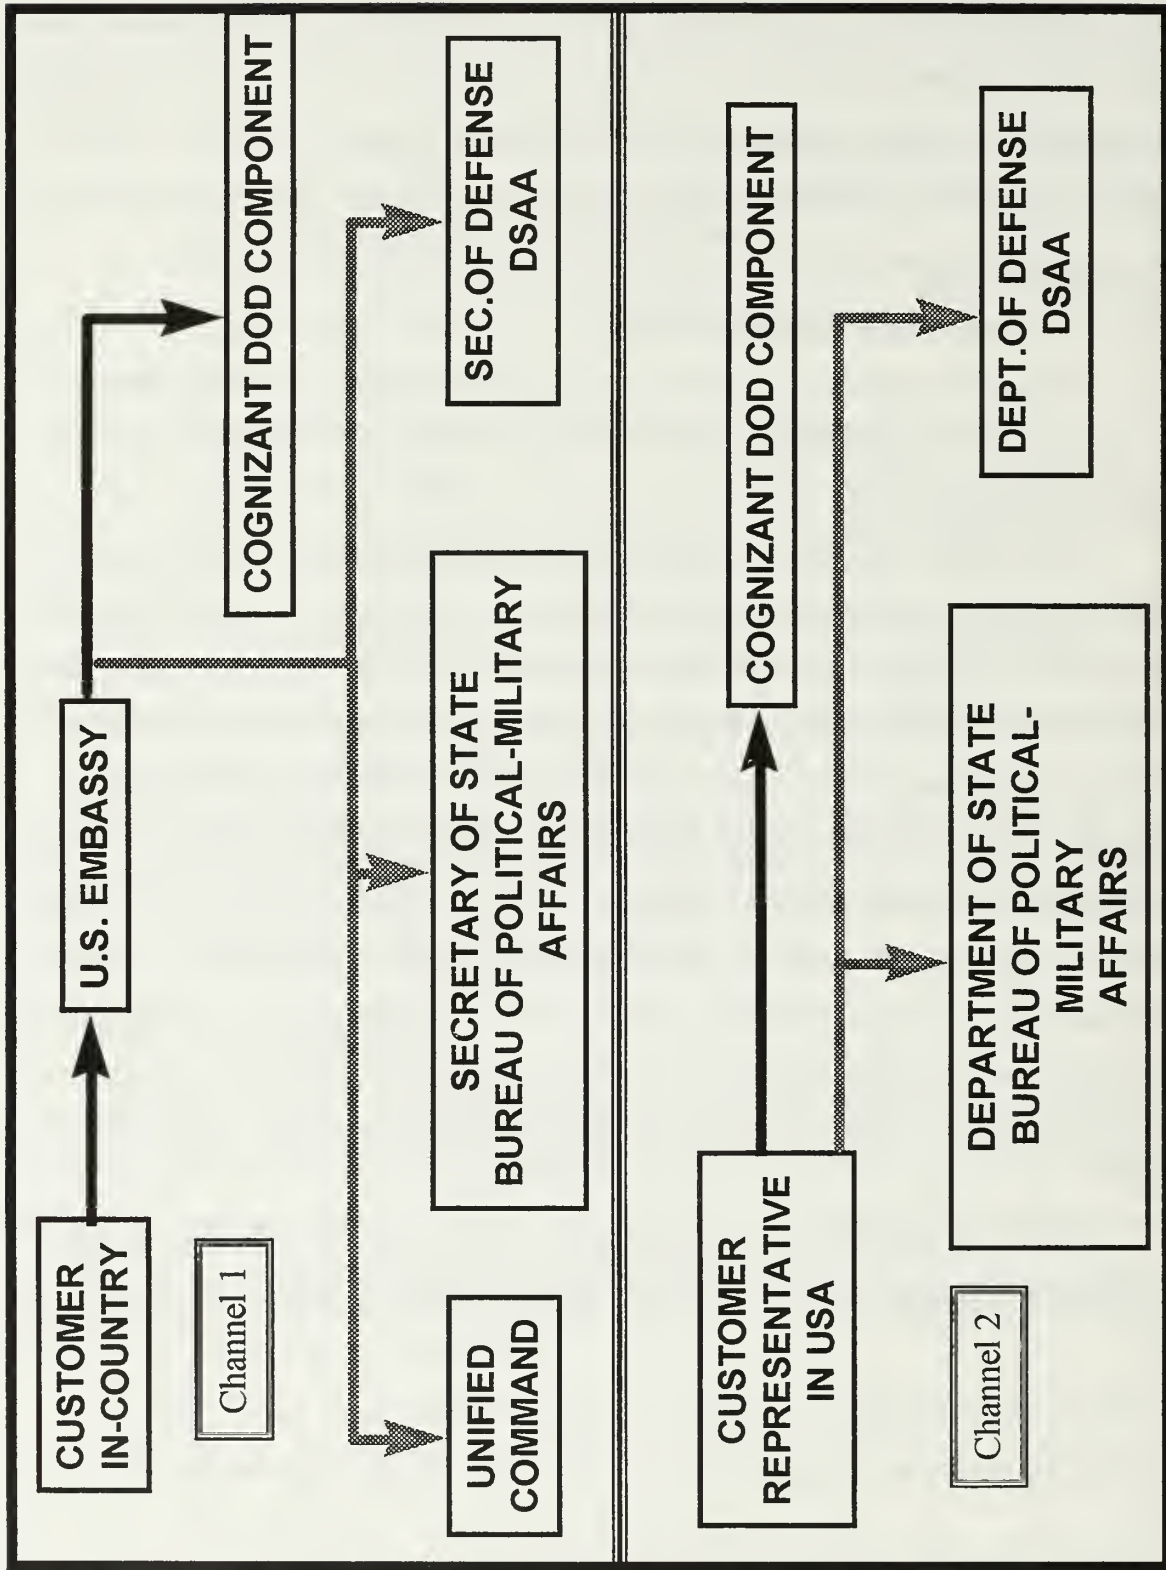 CUSTOMER
IN-COUNTRY
U.S. EMBASSY
Channel 1
COGNIZANT DOD COMPONENT
UNIFIED
COMMAND
SECRETARY OF STATE
BUREAU OF POLITICAL-MILITARY
AFFAIRS
SEC.OF DEFENSE
DSAA
CUSTOMER
REPRESENTATIVE
IN USA
COGNIZANT DOD COMPONENT
Channel 2
DEPARTMENT OF STATE
BUREAU OF POLITICAL-
MILITARY
AFFAIRS
DEPT.OF DEFENSE
DSAA